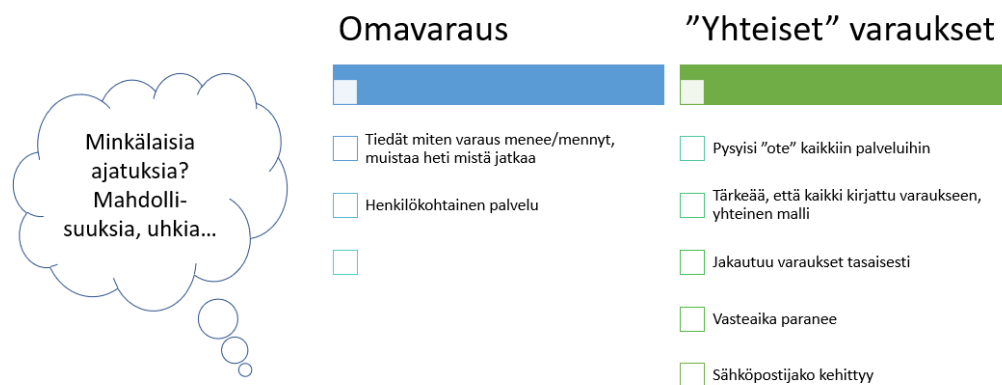 Minkälaisia
ajatuksia?
Mahdolli-
suuksia, uhkia...
Omavaraus
Tiedät miten varaus menee/mennyt,
muistaa heti mistä jatkaa
Henkilökohtainen palvelu
"Yhteiset" varaukset
Pysyisi "ote" kaikkiin palveluihin
Tärkeää, että kaikki kirjattu varaukseen,
yhteinen malli
Jakautuu varaukset tasaisesti
Vasteaika paranee
Sähköpostijako kehittyy